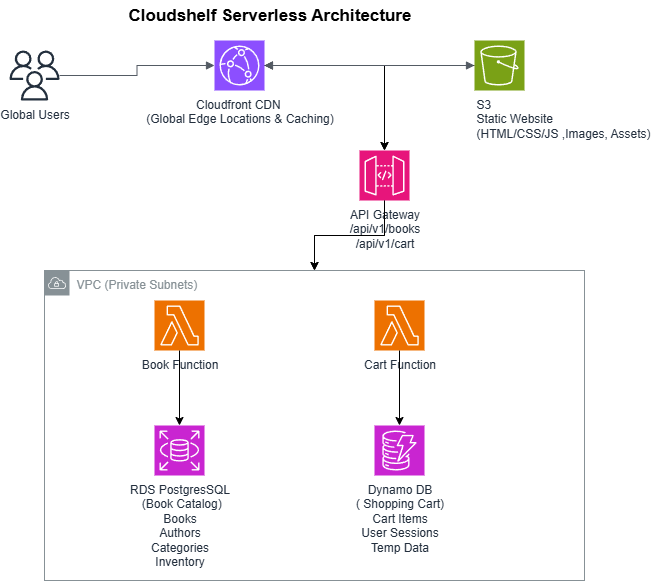 Cloudshelf Serverless Architecture
Global Users
Cloudfront CDN
(Global Edge Locations & Caching)
S3
Static Website
(HTML/CSS/JS ,Images, Assets)
API Gateway
/api/v1/books
/api/v1/cart
VPC (Private Subnets)
Book Function
Cart Function
RDS PostgresSQL
(Book Catalog)
Books
Authors
Categories
Inventory
Dynamo DB
( Shopping Cart)
Cart Items
User Sessions
Temp Data